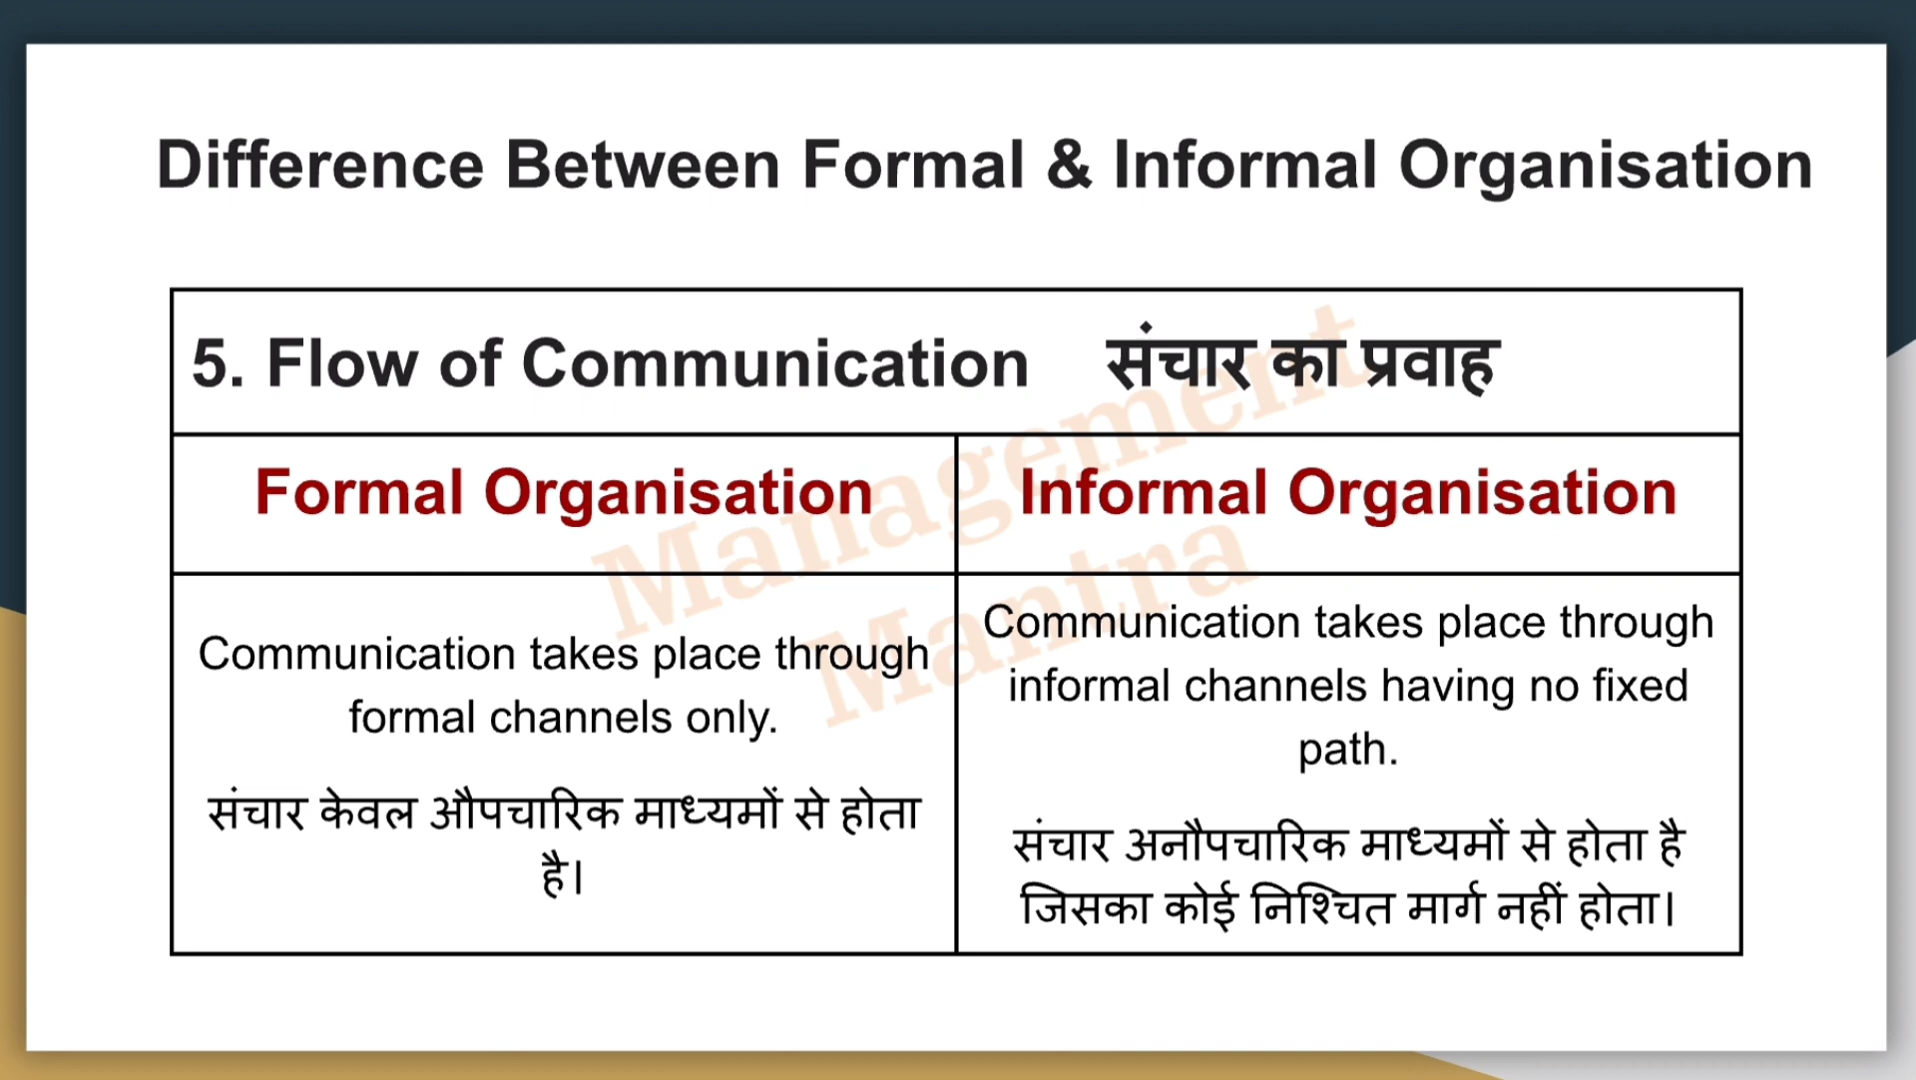 Difference Between Formal & Informal Organisation
5. Flow of Communication संचार का प्रवाह
Formal Organisation
Informal Organisation
Communication takes place through
formal channels only.
संचार केवल औपचारिक माध्यमों से होता
है।
Communication takes place through
informal channels having no fixed
path.
संचार अनौपचारिक माध्यमों से होता है
जिसका कोई निश्चित मार्ग नहीं होता।
Management
Mantra